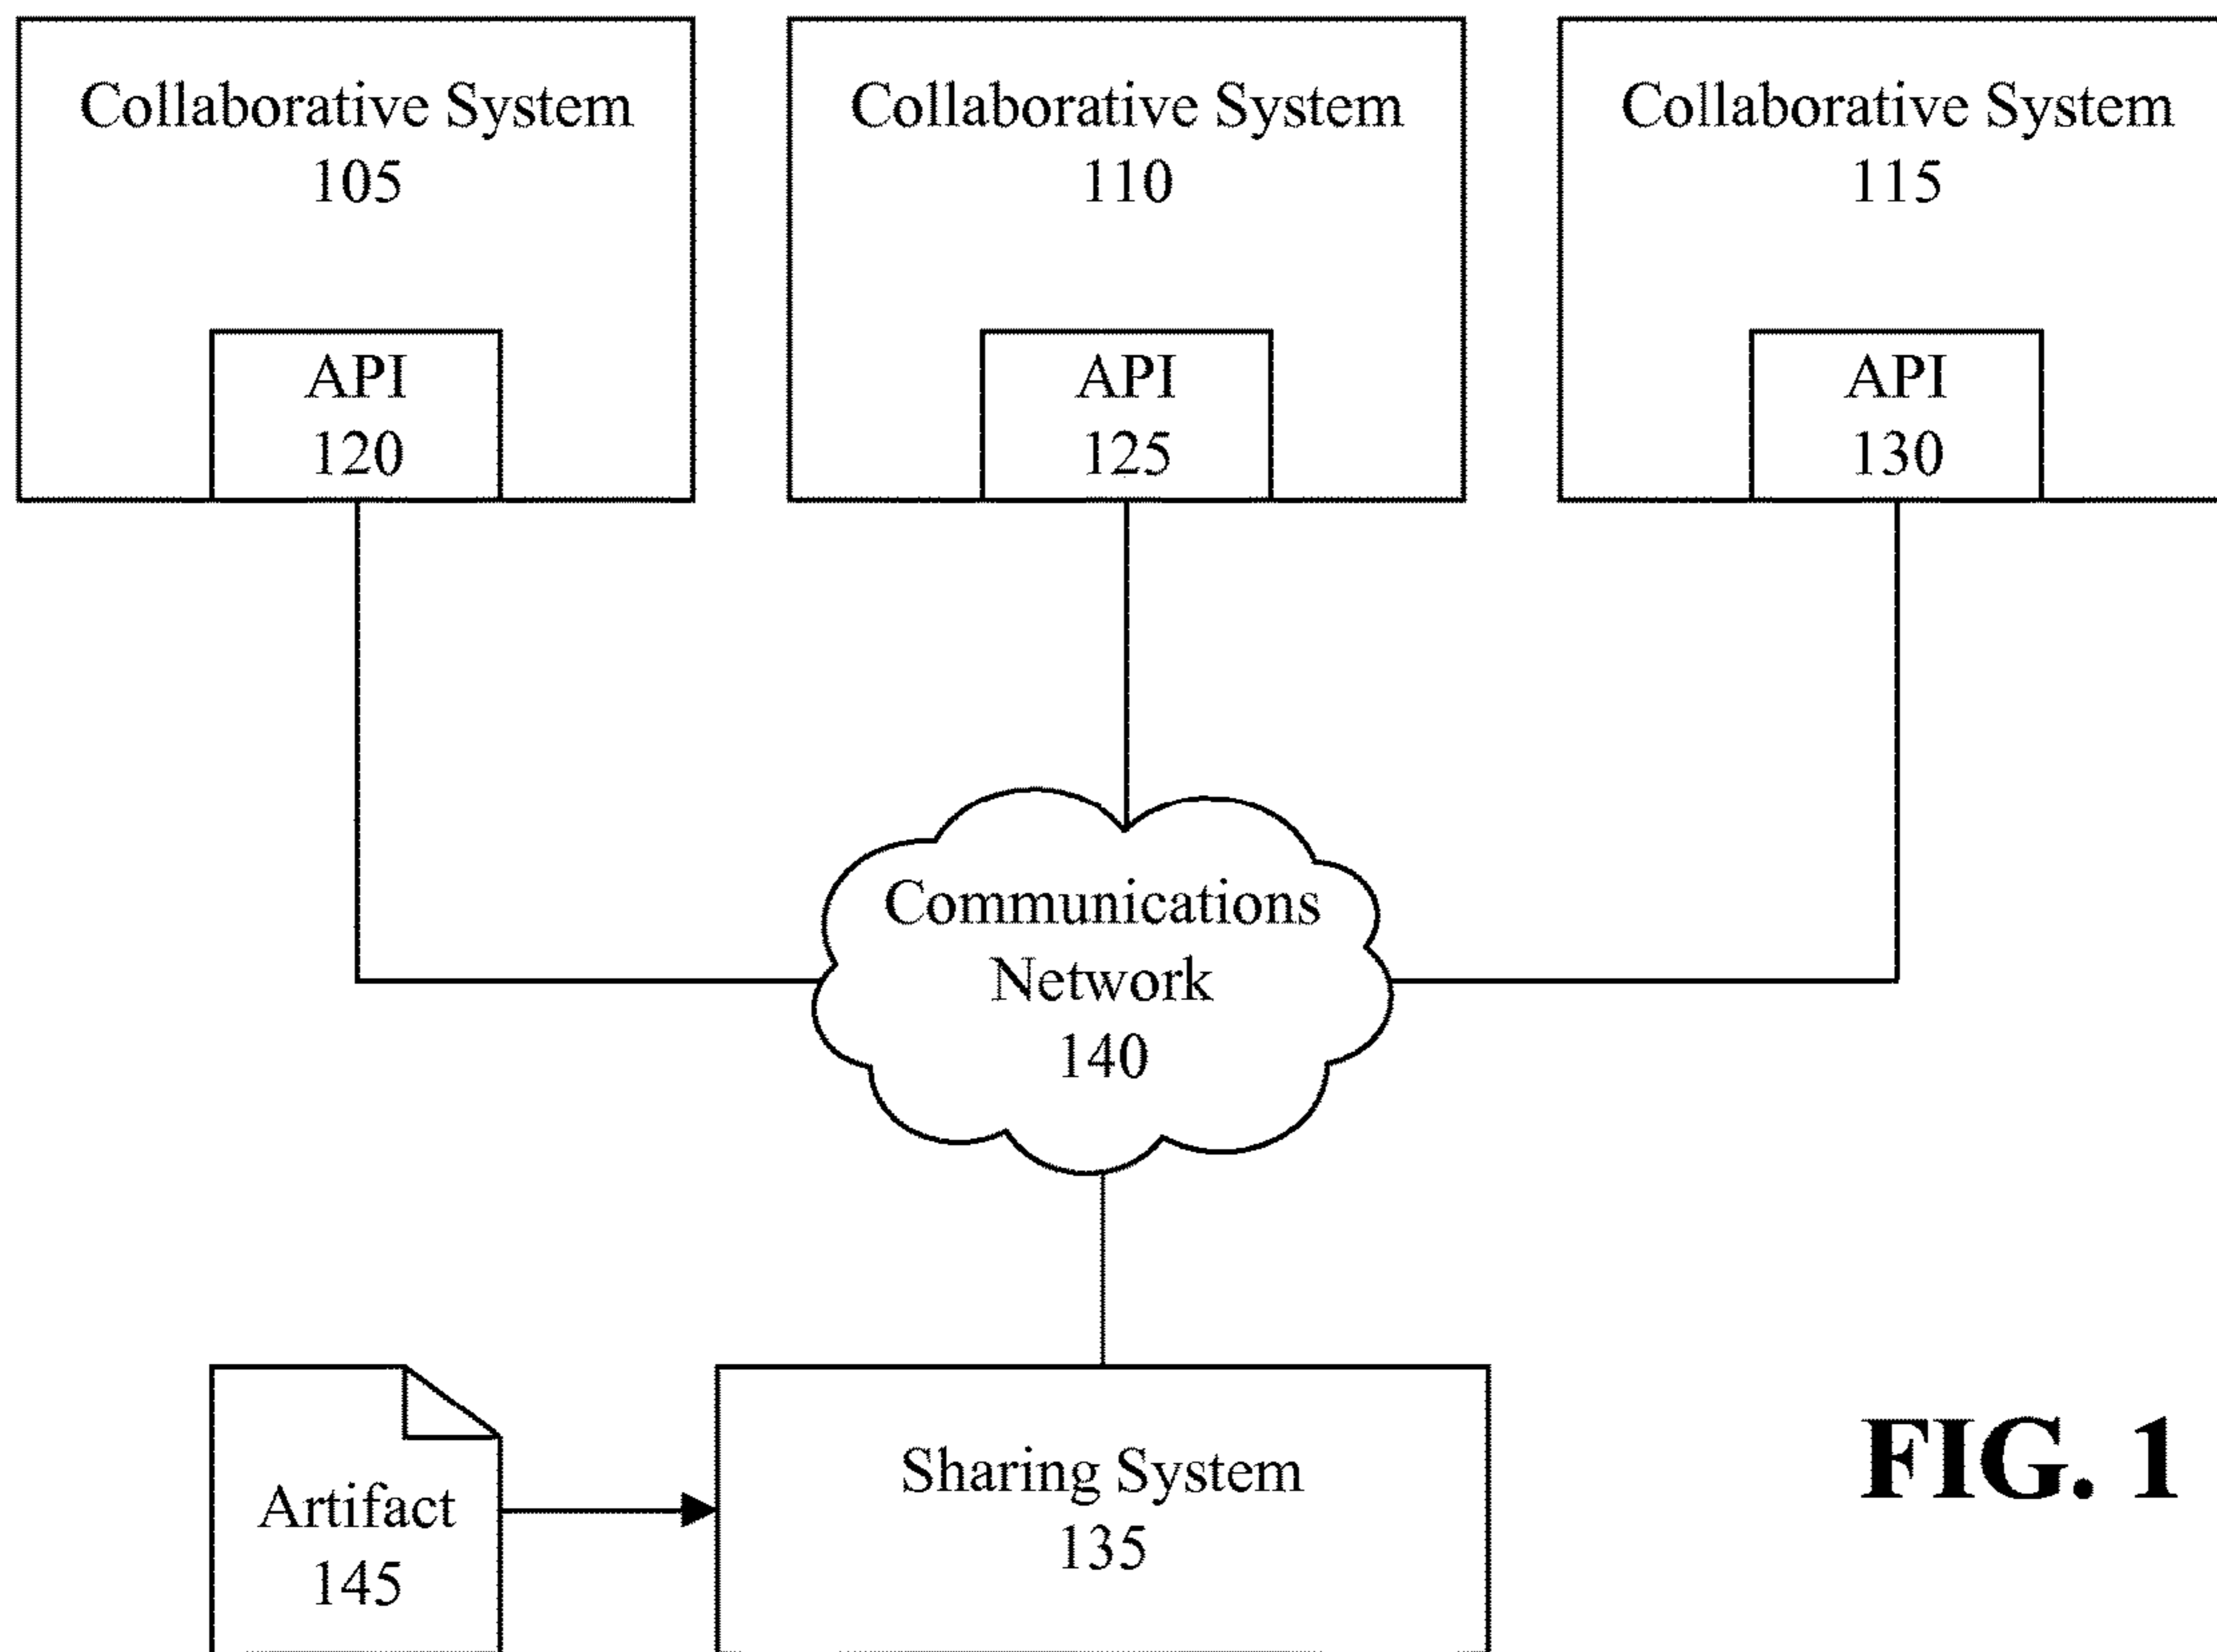 Collaborative System
105
Collaborative System
110
Collaborative System
115
API
120
API
125
API
130
Communications
Network
140
Sharing System
135
Artifact
145
FIG. 1